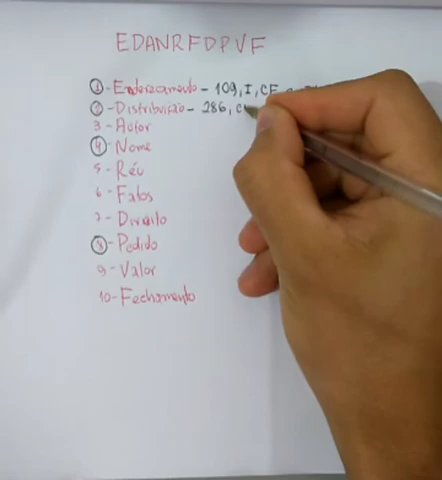 EDANRFDPVF
1 - Endereçamento - 109, I, CF
2 - Distribuição - 286, C
3 - Autor
4 - Nome
5 - Réu
6 - Fatos
7 - Direito
8 - Pedido
9 - Valor
10 - Fechamento